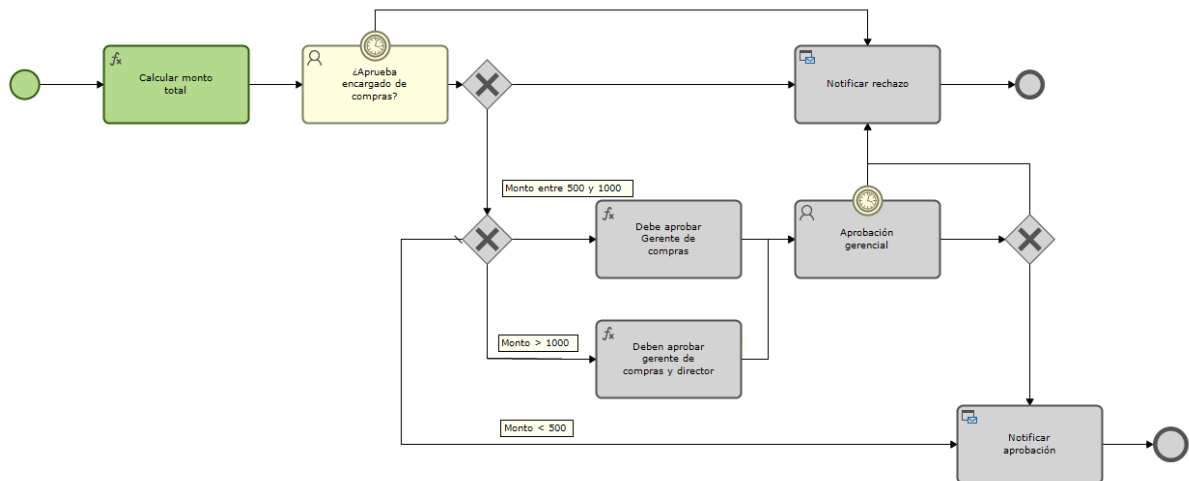 Calcular monto
total
¿Aprueba
encargado de
compras?
Notificar rechazo
Monto entre 500 y 1000
Debe aprobar
Gerente de
compras
Aprobación
gerencial
Monto > 1000
Deben aprobar
gerente de
compras y director
Monto < 500
Notificar
aprobación